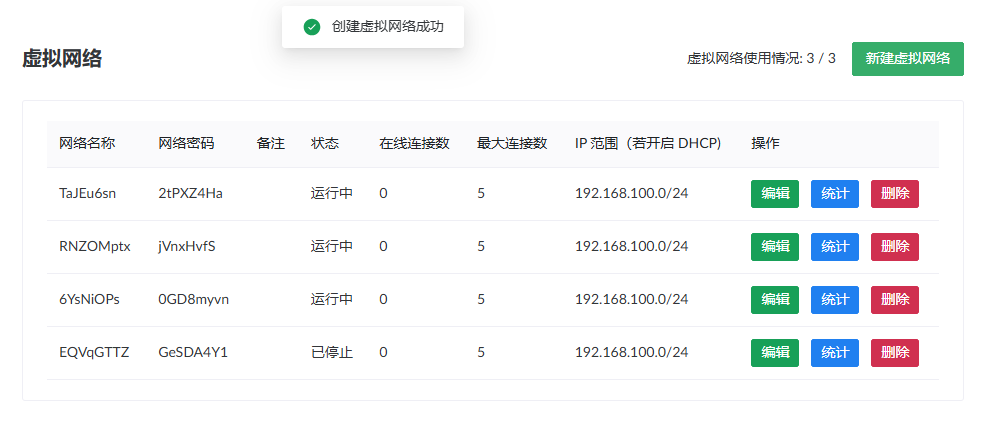 创建虚拟网络成功
虚拟网络 虚拟网络使用情况: 3 / 3 新建虚拟网络
网络名称 网络密码 备注 状态 在线连接数 最大连接数 IP 范围（若开启 DHCP) 操作
TaJEu6sn 2tPXZ4Ha 运行中 0 5 192.168.100.0/24 编辑 统计 删除
RNZOMptx jVnxHvfS 运行中 0 5 192.168.100.0/24 编辑 统计 删除
6YsNiOPs 0GD8myvn 运行中 0 5 192.168.100.0/24 编辑 统计 删除
EQVqGTTZ GeSDA4Y1 已停止 0 5 192.168.100.0/24 编辑 统计 删除